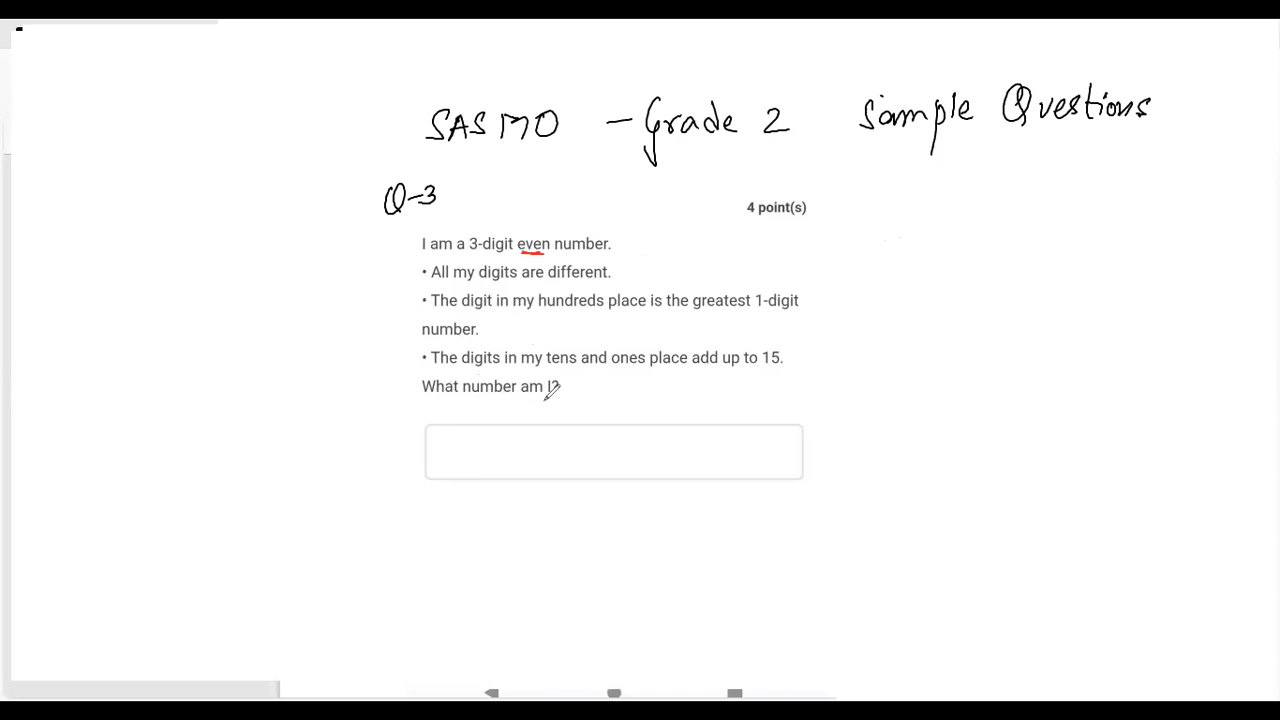 SASMO - Grade 2 Sample Questions
Q-3
4 point(s)
I am a 3-digit even number.
• All my digits are different.
• The digit in my hundreds place is the greatest 1-digit
number.
• The digits in my tens and ones place add up to 15.
What number am I?